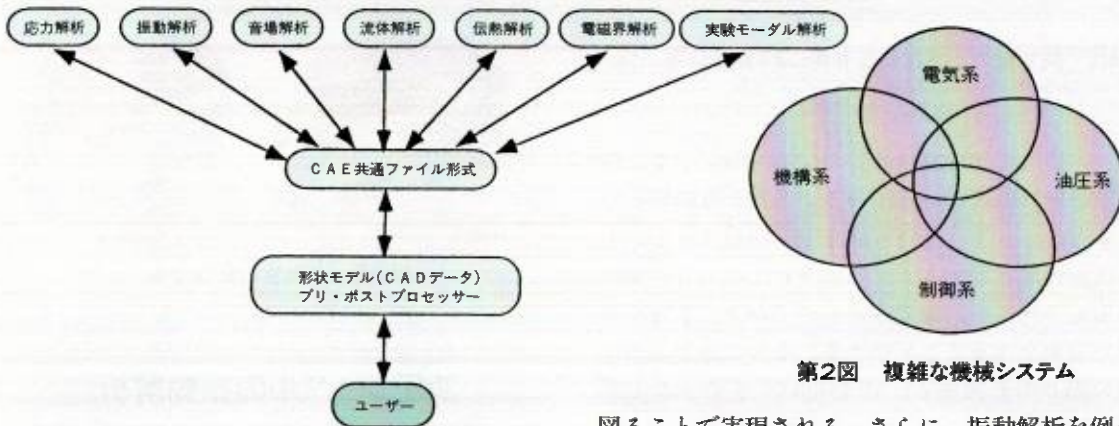 応力解析
振動解析
音場解析
流体解析
伝熱解析
電磁界解析
実験モーダル解析
CAE共通ファイル形式
形状モデル(CADデータ)
プリ・ポストプロセッサー
ユーザー
電気系
機構系
油圧系
制御系
第2図 複雑な機械システム
図ることで実現される。さらに、振動解析を例